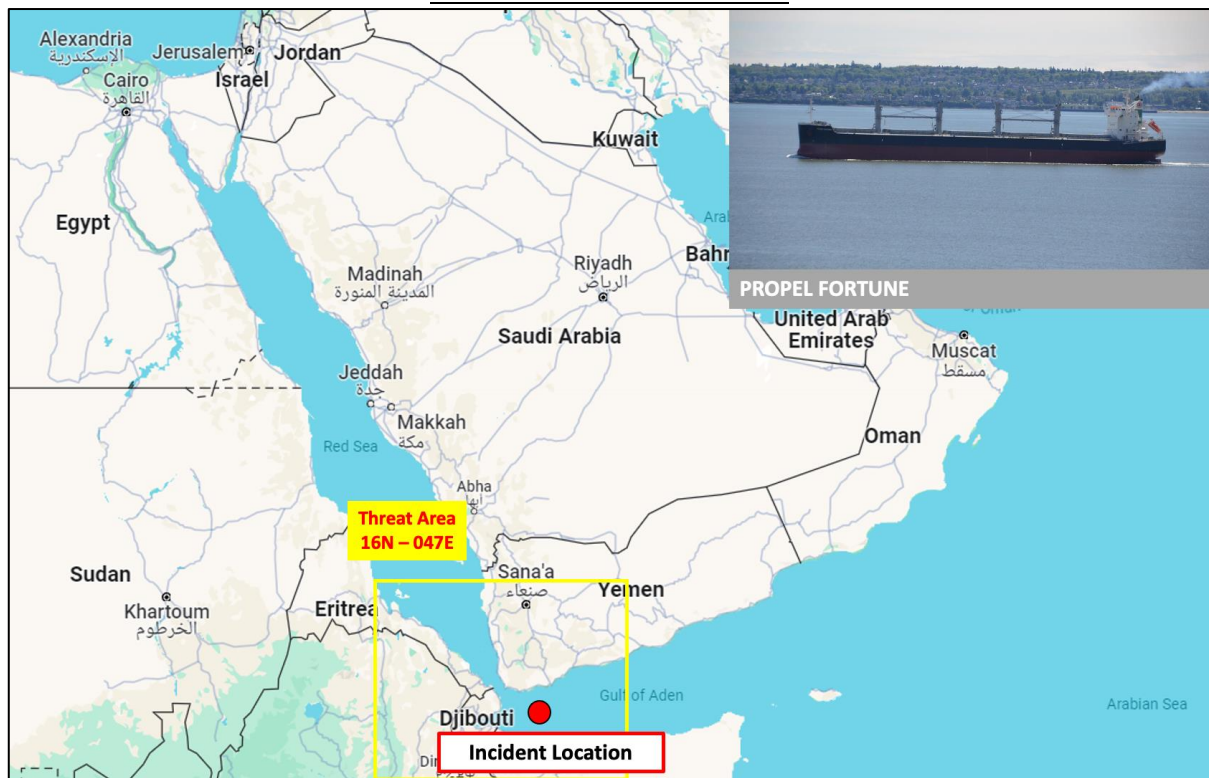 Alexandria
الإسكندرية
Jerusalem
Jordan
Israel
Cairo
القاهرة
Kuwait
Egypt
Madinah
المدينة المنورة
Riyadh
الرياض
Saudi Arabia
PROPEL FORTUNE
United Arab
Emirates
Muscat
مسقط
Jeddah
جدة
Makkah
مكة
Red Sea
Oman
Abha
أبها
Threat Area
16N – 047E
Sana'a
صنعاء
Yemen
Sudan
Khartoum
الخرطوم
Eritrea
Gulf of Aden
Arabian Sea
Djibouti
Incident Location